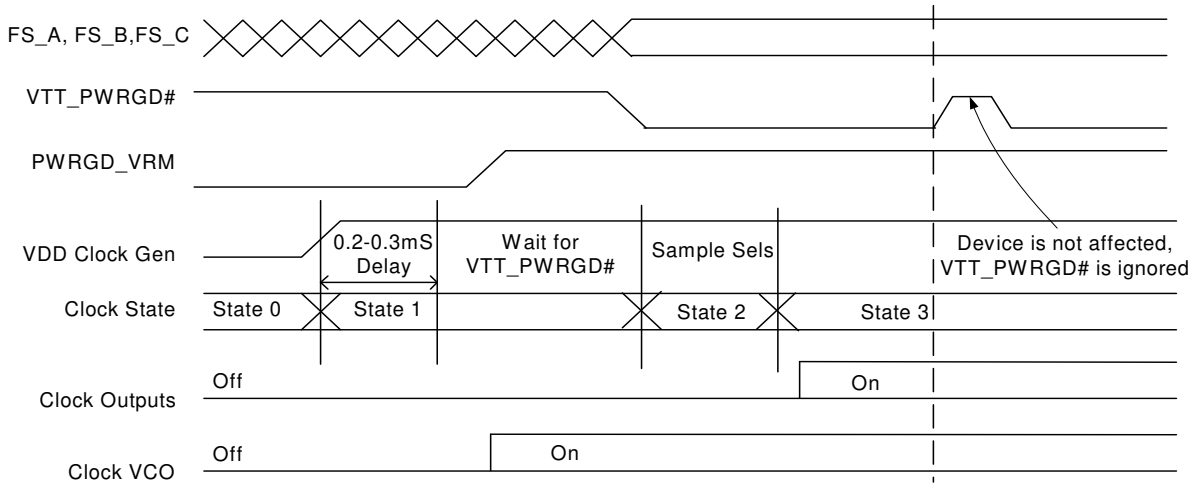 FS_A, FS_B,FS_C
VTT_PWRGD#
PWRGD_VRM
VDD Clock Gen
0.2-0.3mS
Delay
Wait for
VTT_PWRGD#
Sample Sels
Device is not affected,
VTT_PWRGD# is ignored
Clock State
State 0
State 1
State 2
State 3
Clock Outputs
Off
On
Clock VCO
Off
On